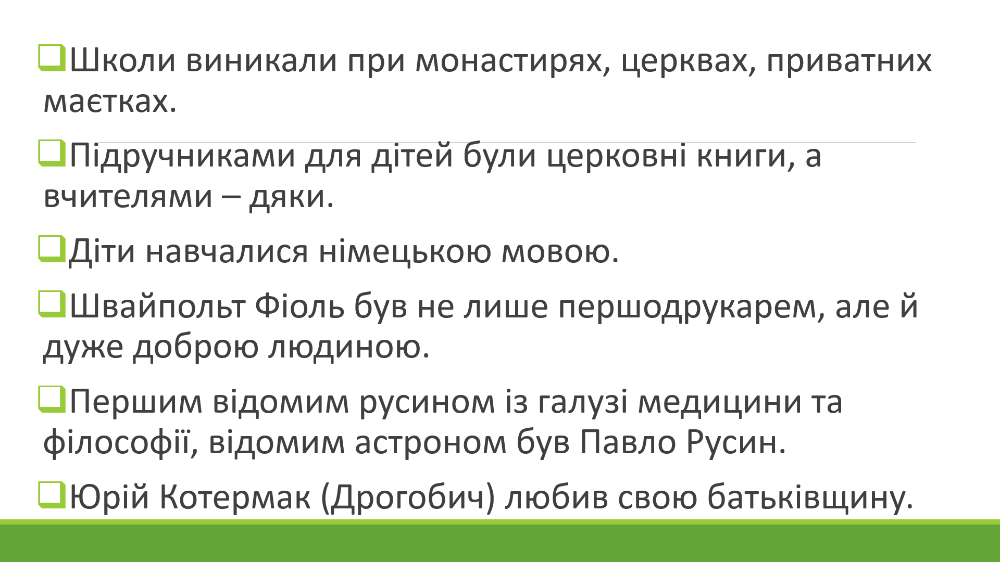 Школи виникали при монастирях, церквах, приватних
маєтках.
Підручниками для дітей були церковні книги, а
вчителями – дяки.
Діти навчалися німецькою мовою.
Швайпольт Фіоль був не лише першодрукарем, але й
дуже доброю людиною.
Першим відомим русином із галузі медицини та
філософії, відомим астроном був Павло Русин.
Юрій Котермак (Дрогобич) любив свою батьківщину.